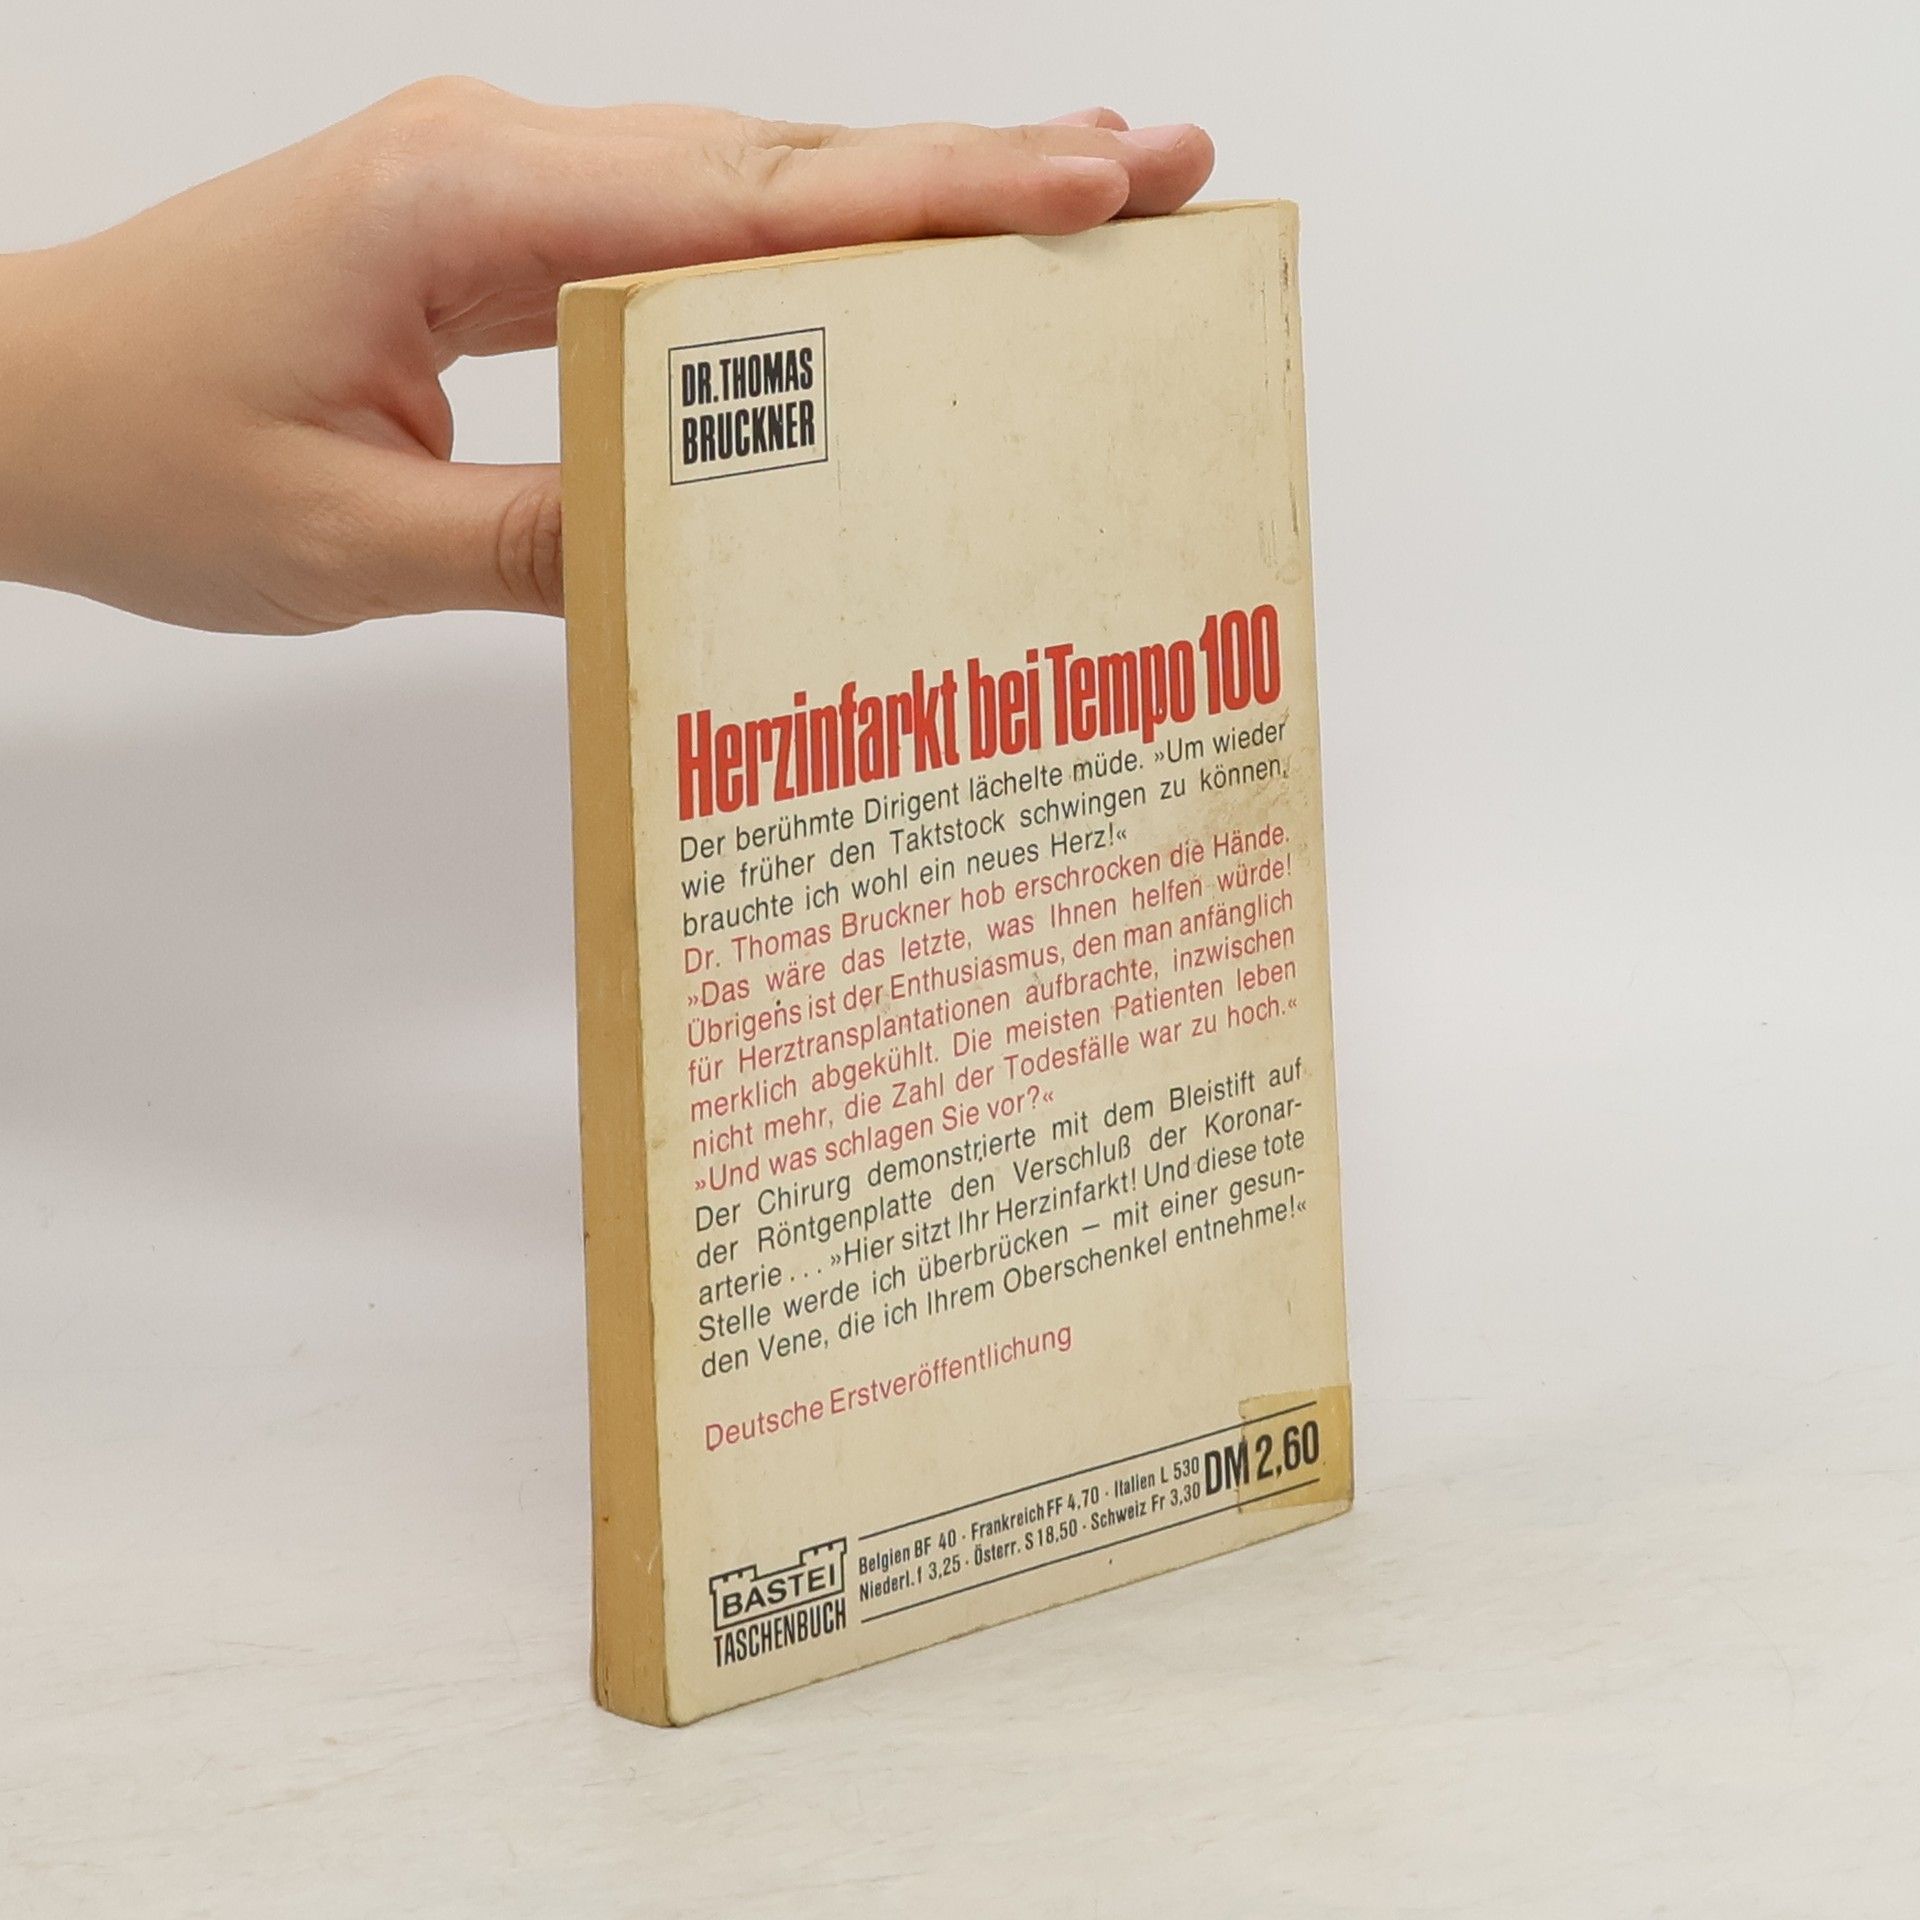 DR. THOMAS
BRUCKNER
Herzinfarkt bei Tempo 100
Der berühmte Dirigent lächelte müde. »Um wieder
wie früher den Taktstock schwingen zu können,
brauchte ich wohl ein neues Herz!«
Dr. Thomas Bruckner hob erschrocken die Hände.
»Das wäre das letzte, was Ihnen helfen würde!
Übrigens ist der Enthusiasmus, den man anfänglich
für Herztransplantationen aufbrachte, inzwischen
merklich abgekühlt. Die meisten Patienten leben
nicht mehr, die Zahl der Todesfälle war zu hoch.«
»Und was schlagen Sie vor?«
Der Chirurg demonstrierte mit dem Bleistift auf
der Röntgenplatte den Verschluß der Koronar-
arterie . . . »Hier sitzt Ihr Herzinfarkt! Und diese tote
Stelle werde ich überbrücken – mit einer gesun-
den Vene, die ich Ihrem Oberschenkel entnehme!«
Deutsche Erstveröffentlichung
BASTEI
TASCHENBUCH
Belgien BF 40 · Frankreich FF 4,70 · Italien L 530
Niederl. f 3,25 · Österr. S 18,50 · Schweiz Fr 3,30
DM 2,60